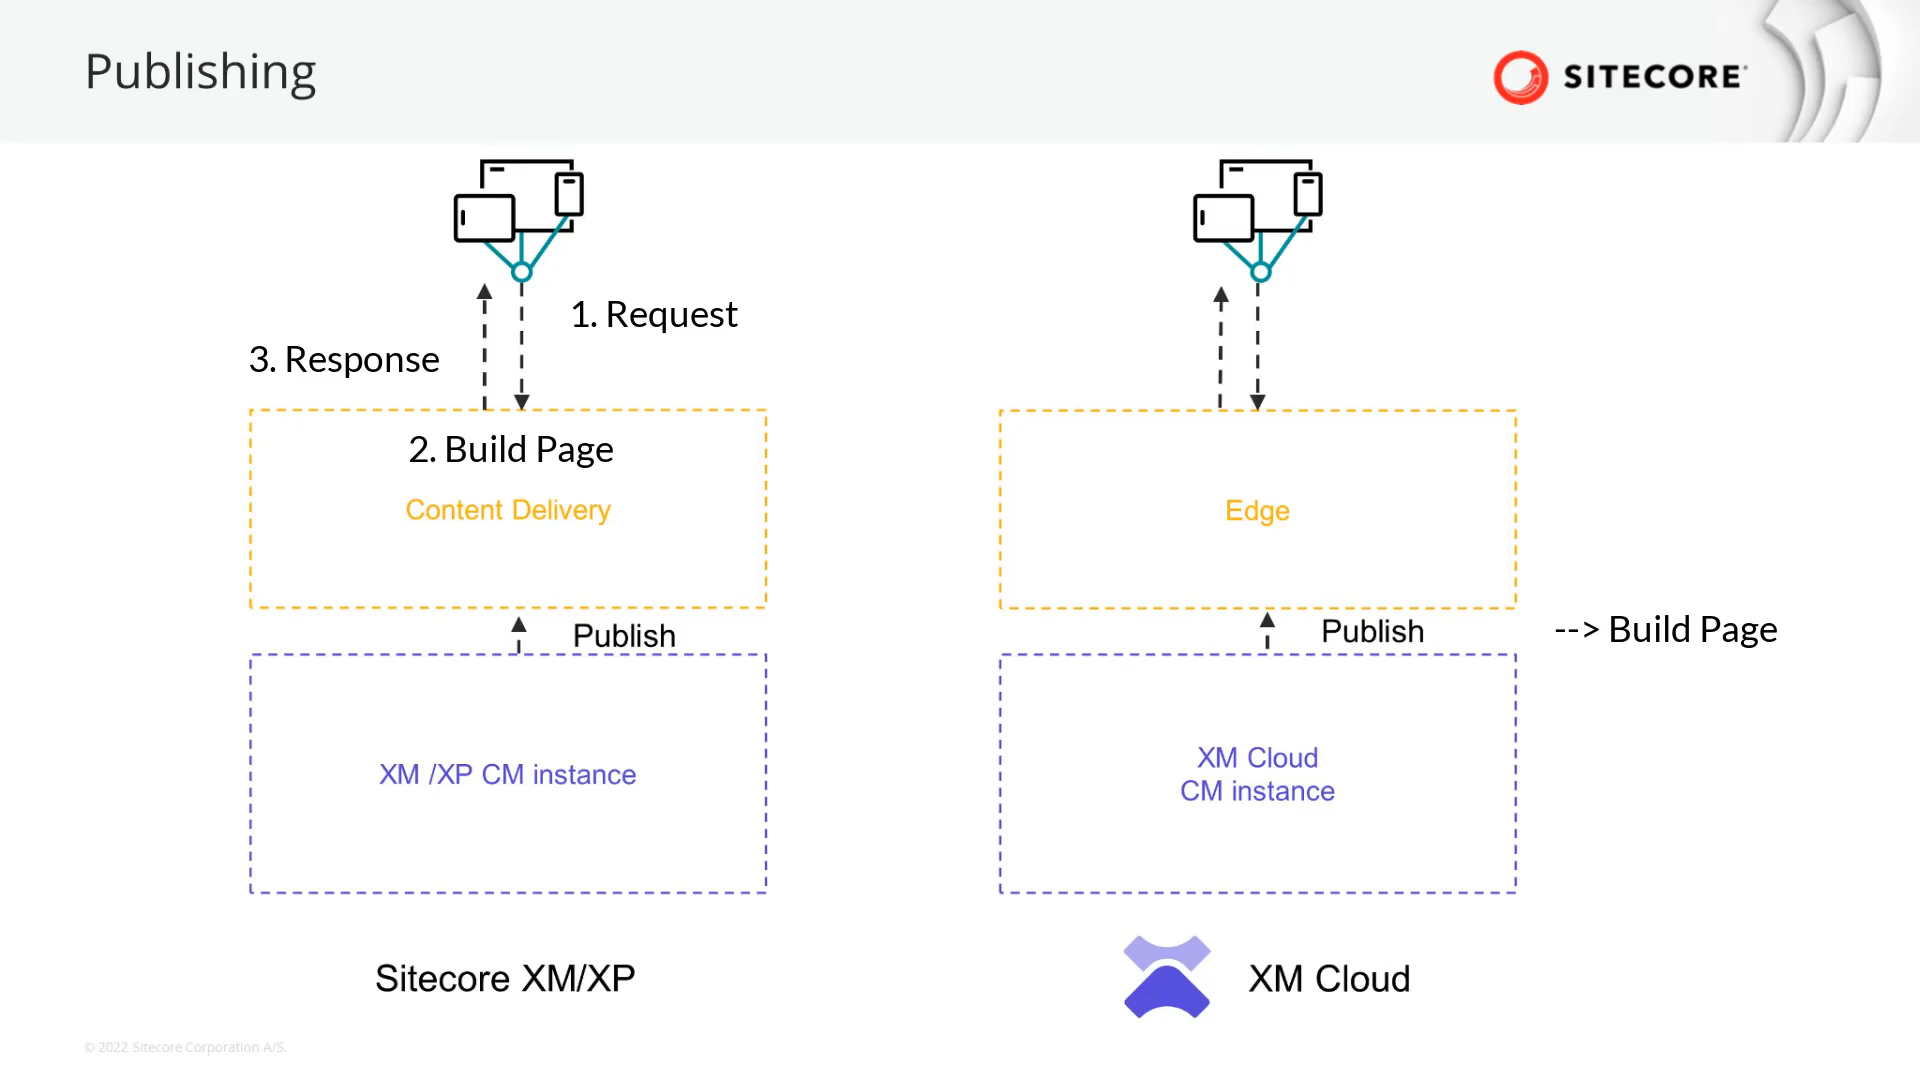 Publishing
SITECORE
1. Request
3. Response
2. Build Page
Content Delivery
Publish
XM /XP CM instance
Sitecore XM/XP
Edge
Publish
--> Build Page
XM Cloud
CM instance
XM Cloud
© 2022 Sitecore Corporation A/S.